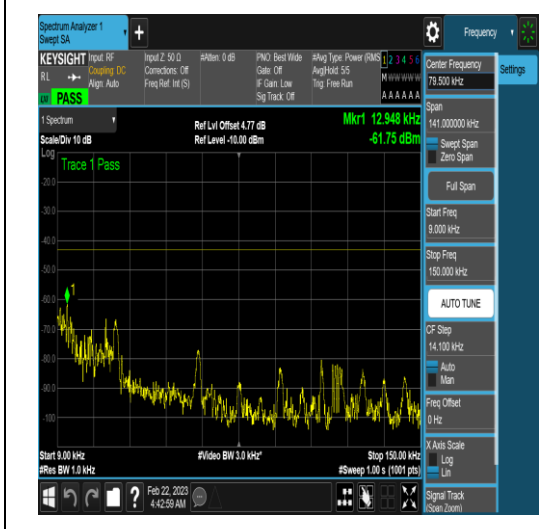 Spectrum Analyzer 1
Swept SA
+
Frequency
KEYSIGHT
Input: RF
Coupling: DC
Align: Auto
Input Z: 50 Ω
Corrections: Off
Freq Ref: Int (S)
#Atten: 0 dB
PNO: Best Wide
Gate: Off
IF Gain: Low
Sig Track: Off
#Avg Type: Power (RMS
Avg|Hold: 5/5
Trig: Free Run
1 2 3 4 5 6
M W W W W W
A A A A A A
RL
PASS
Center Frequency
79.500 kHz
Settings
Span
141.000000 kHz
Swept Span
Zero Span
Full Span
Start Freq
9.000 kHz
Stop Freq
150.000 kHz
AUTO TUNE
CF Step
14.100 kHz
Auto
Man
Freq Offset
0 Hz
X Axis Scale
Log
Lin
Signal Track
(Span Zoom)
1 Spectrum
Scale/Div 10 dB
Ref Lvl Offset 4.77 dB
Ref Level -10.00 dBm
Mkr1 12.948 kHz
-61.75 dBm
Log
Trace 1 Pass
1
-20.0
-30.0
-40.0
-50.0
-60.0
-70.0
-80.0
-90.0
-100
Start 9.00 kHz
#Video BW 3.0 kHz*
Stop 150.00 kHz
#Res BW 1.0 kHz
#Sweep 1.00 s (1001 pts)
?
Feb 22, 2023
4:42:59 AM